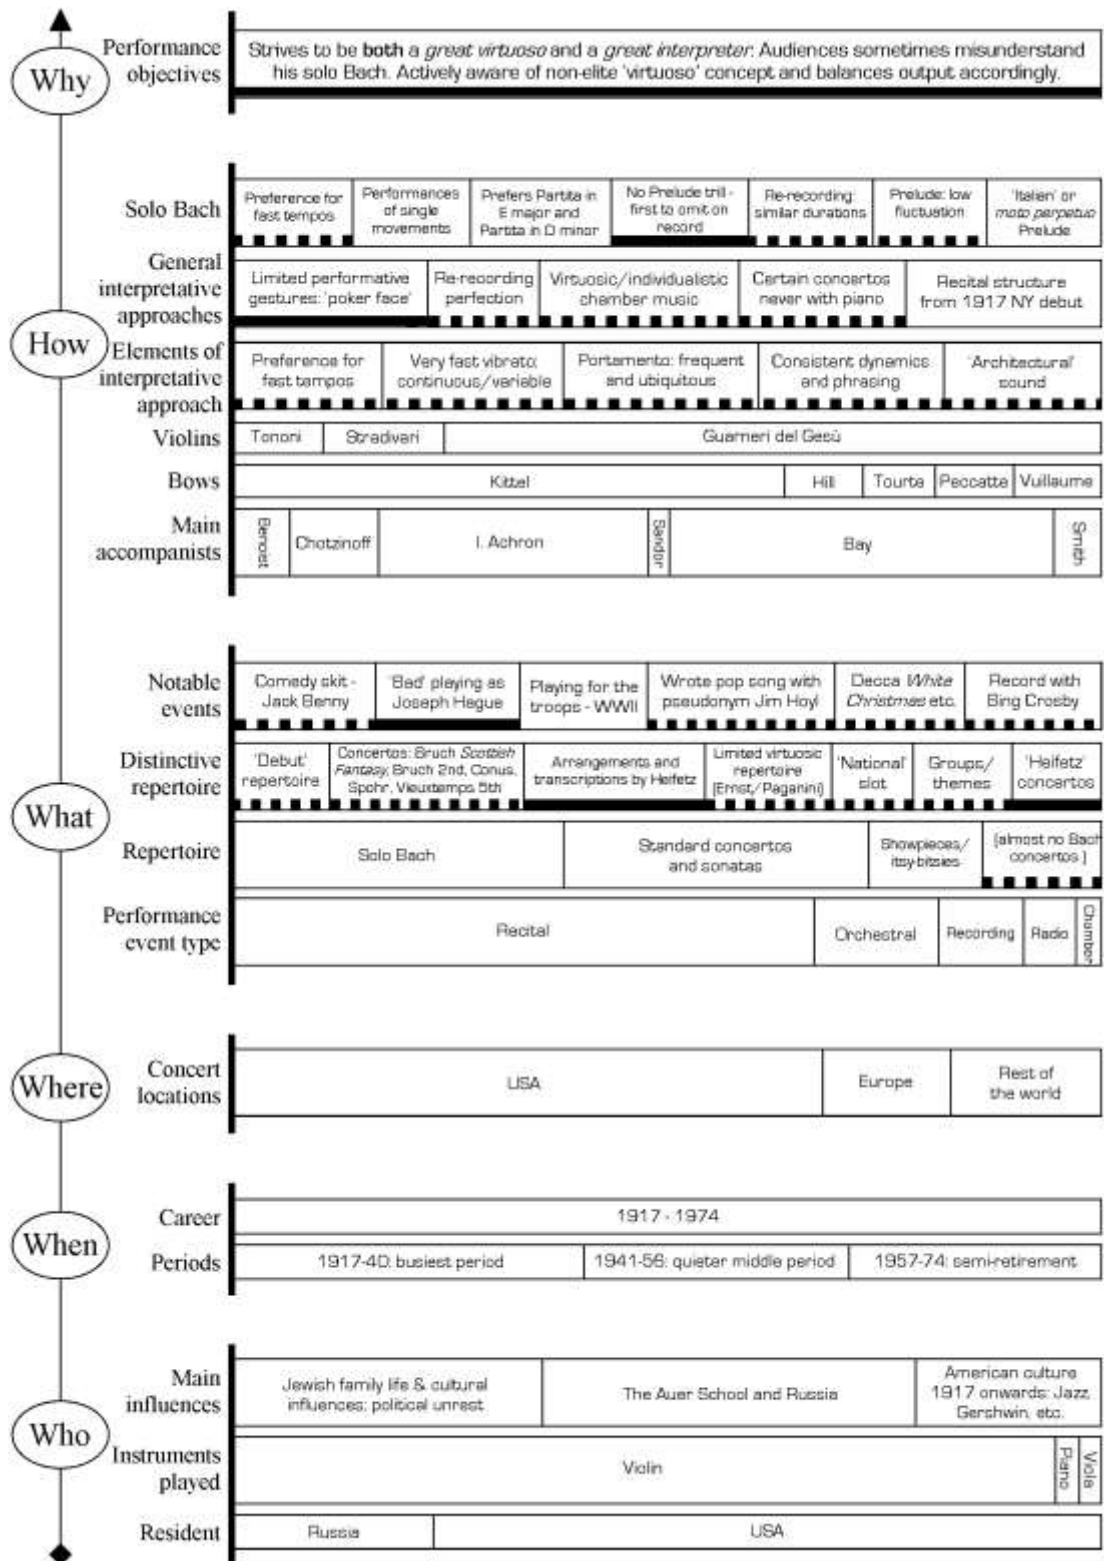 Why
Performance
objectives
Strives to be both a great virtuoso and a great interpreter. Audiences sometimes misunderstand
his solo Bach. Actively aware of non-elite 'virtuoso' concept and balances output accordingly.
How
Solo Bach
Preference for
fast tempos
Performances
of single
movements
Prefers Partita in
E major and
Partita in D minor
No Prelude trill -
first to omit on
record
Re-recording:
similar durations
Prelude: low
fluctuation
'Italian' or
moto perpetuo
Prelude
General
interpretative
approaches
Limited performative
gestures: 'poker face'
Re-recording
perfection
Virtuosic/individualistic
chamber music
Certain concertos
never with piano
Recital structure
from 1917 NY debut
Elements of
interpretative
approach
Preference for
fast tempos
Very fast vibrato;
continuous/variable
Portamento: frequent
and ubiquitous
Consistent dynamics
and phrasing
'Architectural'
sound
Violins
Tononi
Stradivari
Guarneri del Gesù
Bows
Kittel
Hill
Tourte
Peccatte
Vuillaume
Main
accompanists
Benoist
Chotzinoff
I. Achron
Sandor
Bay
Smith
What
Notable
events
Comedy skit -
Jack Benny
'Bad' playing as
Joseph Hague
Playing for the
troops - WWII
Wrote pop song with
pseudonym Jim Hoyl
Decca White
Christmas etc.
Record with
Bing Crosby
Distinctive
repertoire
'Debut'
repertoire
Concertos: Bruch Scottish
Fantasy, Bruch 2nd, Conus,
Spohr, Vieuxtemps 5th
Arrangements and
transcriptions by Heifetz
Limited virtuosic
repertoire
(Ernst/Paganini)
'National'
slot
Groups/
themes
'Heifetz'
concertos
Repertoire
Solo Bach
Standard concertos
and sonatas
Showpieces/
itsy-bitsies
(almost no Bach
concertos )
Performance
event type
Recital
Orchestral
Recording
Radio
Chamber
Where
Concert
locations
USA
Europe
Rest of
the world
When
Career
1917 - 1974
Periods
1917-40: busiest period
1941-56: quieter middle period
1957-74: semi-retirement
Who
Main
influences
Jewish family life & cultural
influences; political unrest
The Auer School and Russia
American culture
1917 onwards: Jazz,
Gershwin, etc.
Instruments
played
Violin
Piano
Viola
Resident
Russia
USA